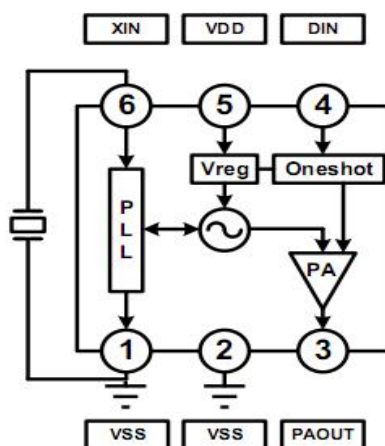 XIN VDD DIN
6 5 4
Vreg Oneshot
P
L
L
PA
1 2 3
VSS VSS PAOUT